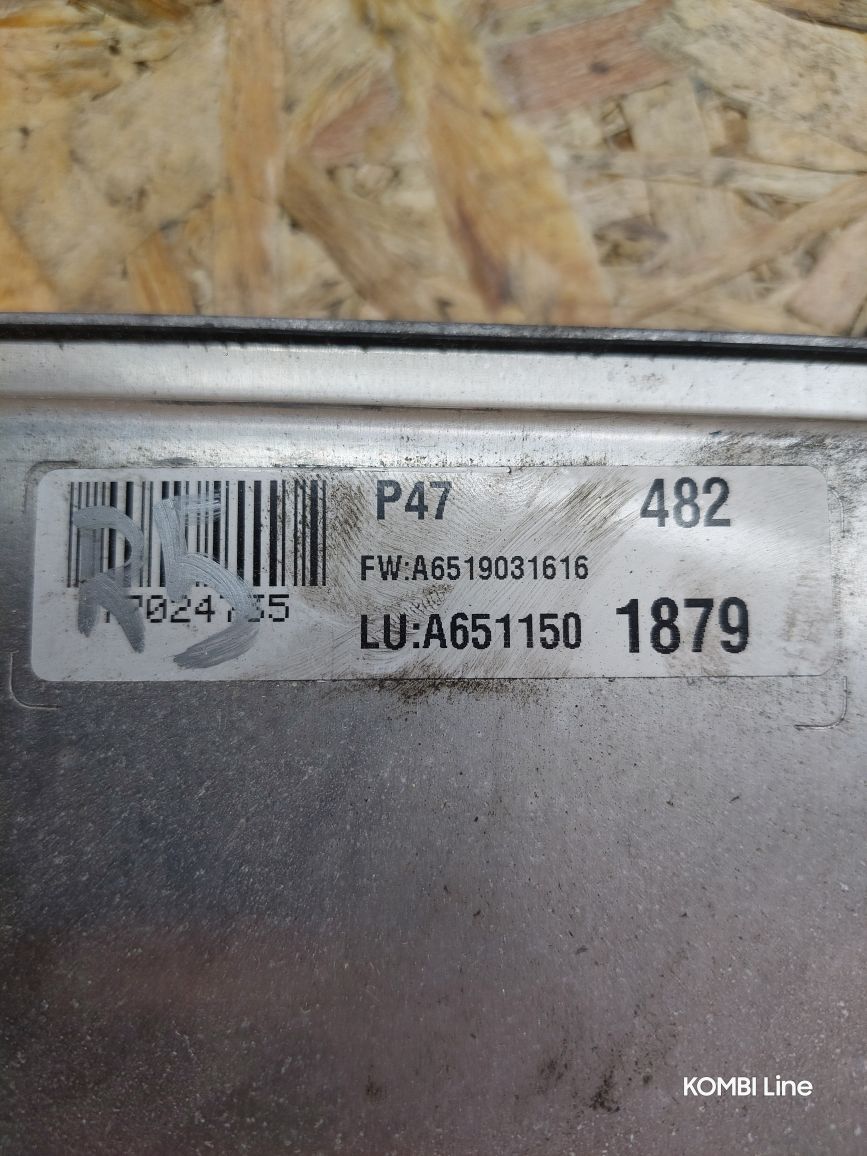 P47 482
FW:A6519031616
LU:A651150 1879
KOMBI Line